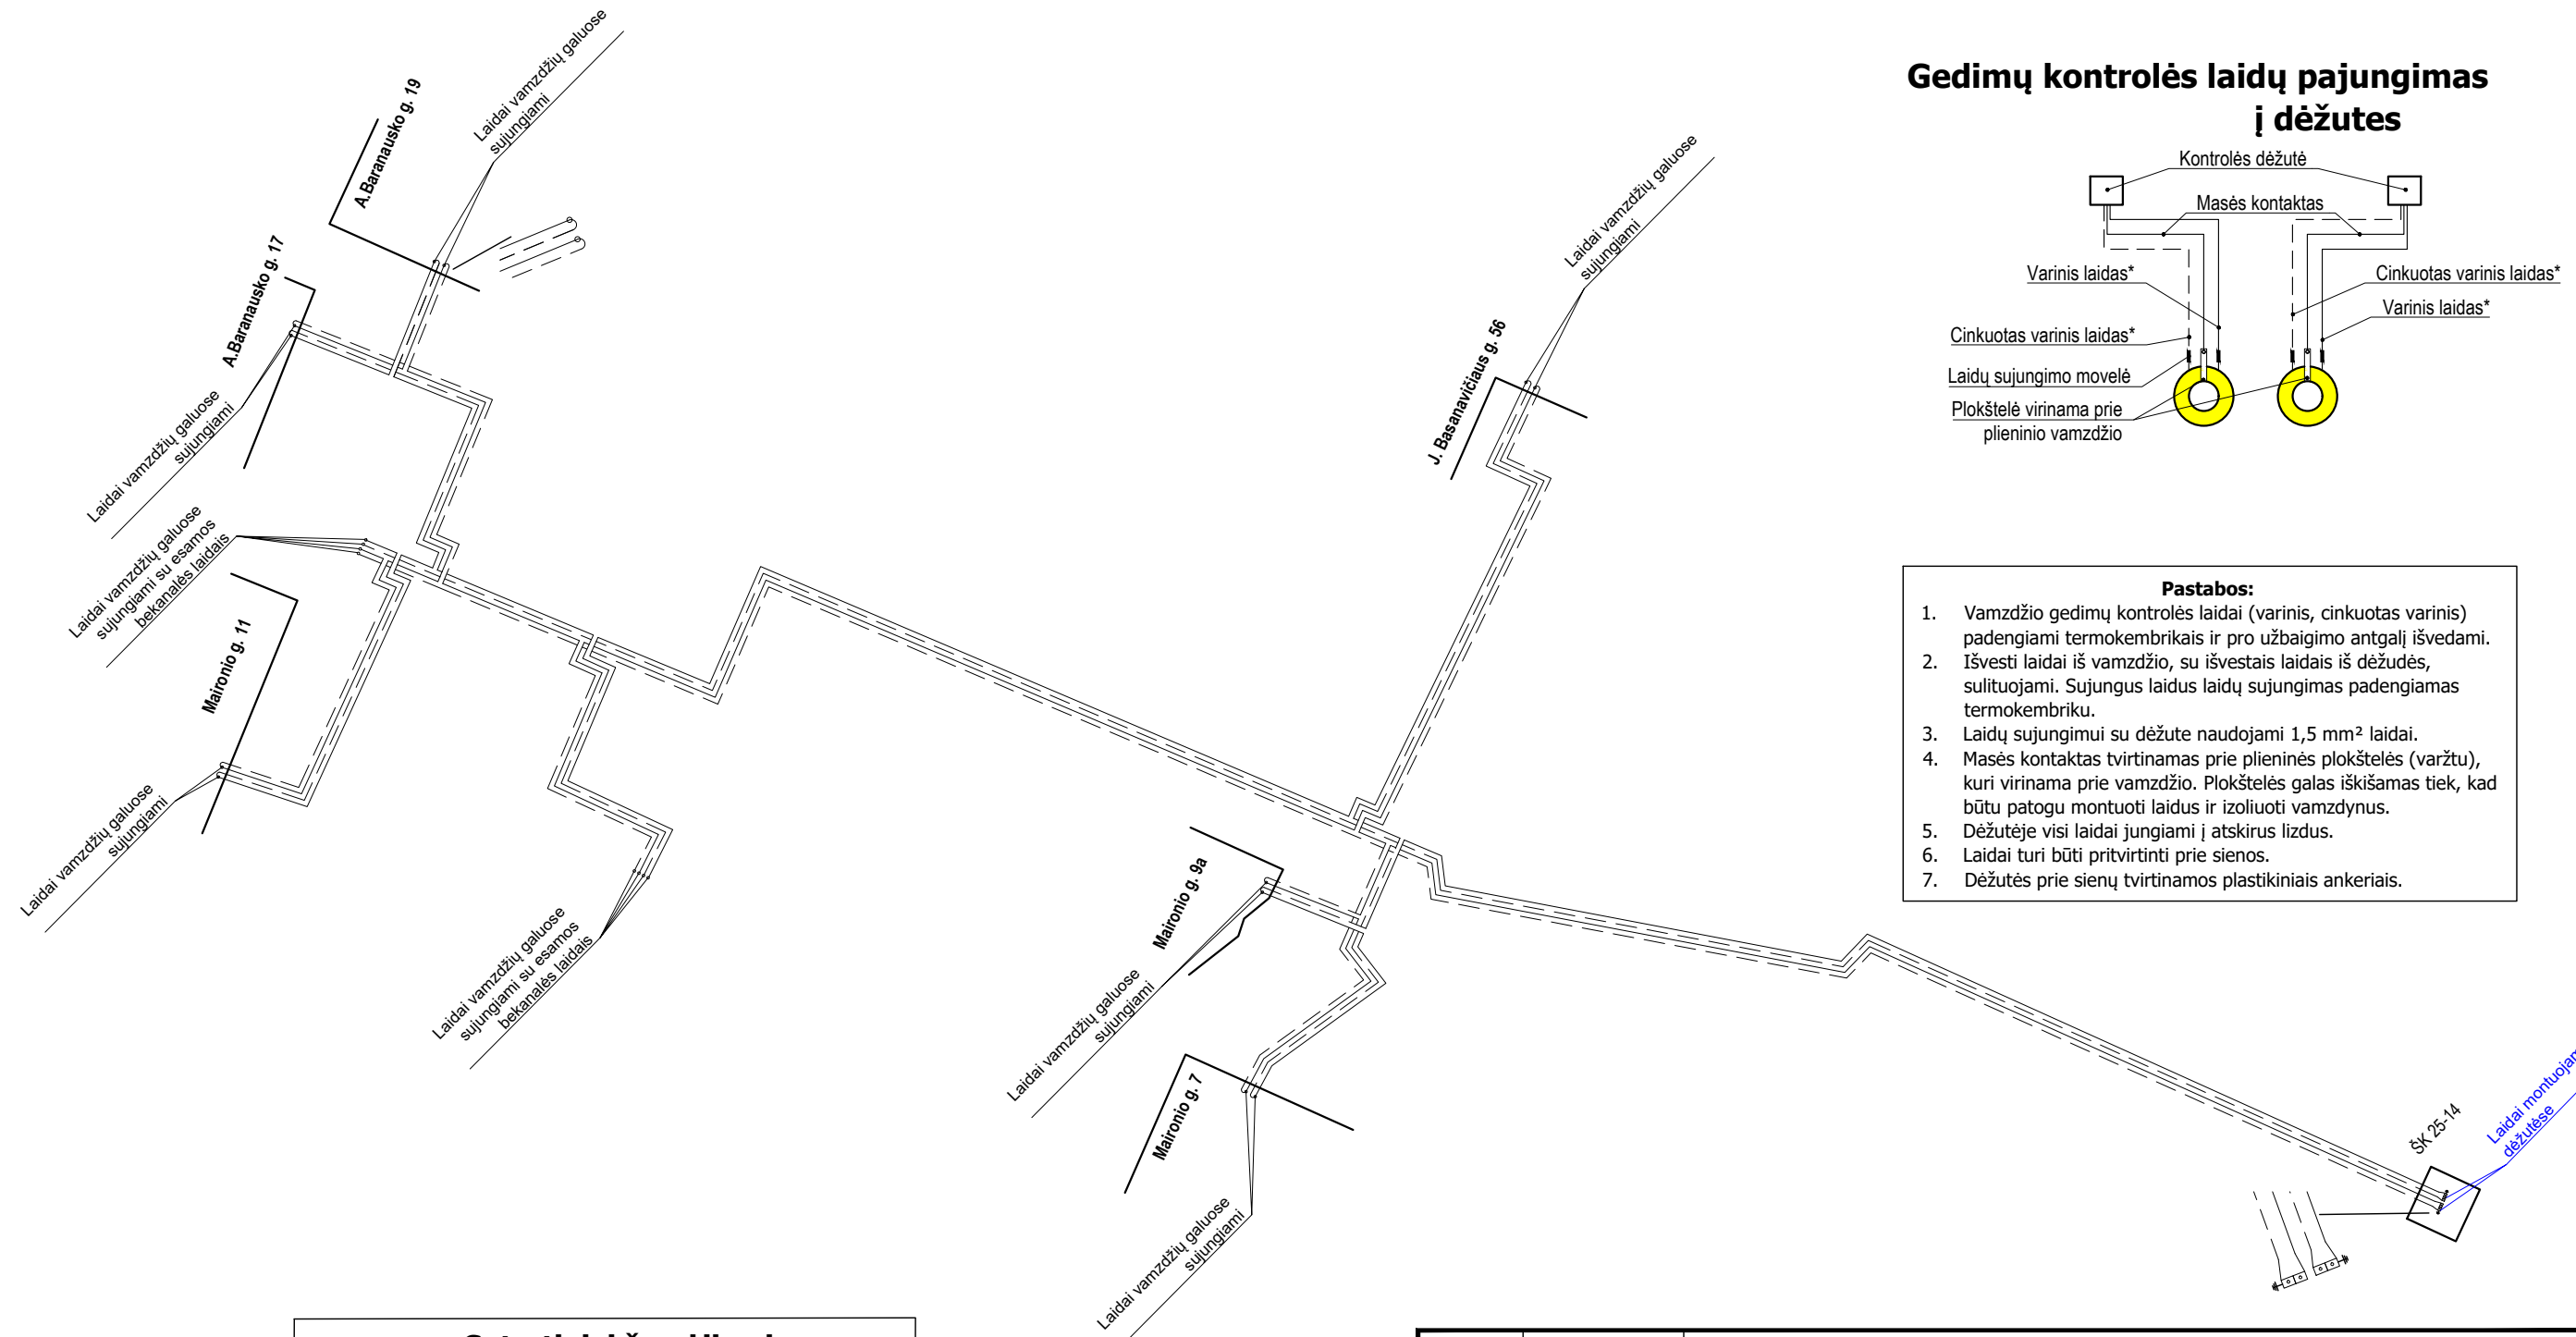 Gedimų kontrolės laidų pajungimas
į dėžutes
Kontrolės dėžutė
Masės kontaktas
Varinis laidas*
Cinkuotas varinis laidas*
Varinis laidas*
Cinkuotas varinis laidas*
Laidų sujungimo movelė
Plokštelė virinama prie
plieninio vamzdžio
A.Baranausko g. 19
Laidai vamzdžių galuose
sujungiami
A.Baranausko g. 17
Laidai vamzdžių galuose
sujungiami
Laidai vamzdžių galuose
sujungiami su esamos
bekanalės laidais
Maironio g. 11
Laidai vamzdžių galuose
sujungiami
Laidai vamzdžių galuose
sujungiami su esamos
bekanalės laidais
J. Basanavičiaus g. 56
Laidai vamzdžių galuose
sujungiami
Maironio g. 9a
Laidai vamzdžių galuose
sujungiami
Maironio g. 7
Laidai vamzdžių galuose
sujungiami
Pastabos:
1. Vamzdžio gedimų kontrolės laidai (varinis, cinkuotas varinis)
padengiami termokembrikais ir pro užbaigimo antgalį išvedami.
2. Išvesti laidai iš vamzdžio, su išvestais laidais iš dėžudės,
sulituojami. Sujungus laidus laidų sujungimas padengiamas
termokembriku.
3. Laidų sujungimui su dėžute naudojami 1,5 mm² laidai.
4. Masės kontaktas tvirtinamas prie plieninės plokštelės (varžtu),
kuri virinama prie vamzdžio. Plokštelės galas iškišamas tiek, kad
būtu patogu montuoti laidus ir izoliuoti vamzdynus.
5. Dėžutėje visi laidai jungiami į atskirus lizdus.
6. Laidai turi būti pritvirtinti prie sienos.
7. Dėžutės prie sienų tvirtinamos plastikiniais ankeriais.
ŠK 25-14
Laidai montuojam
dėžutėse